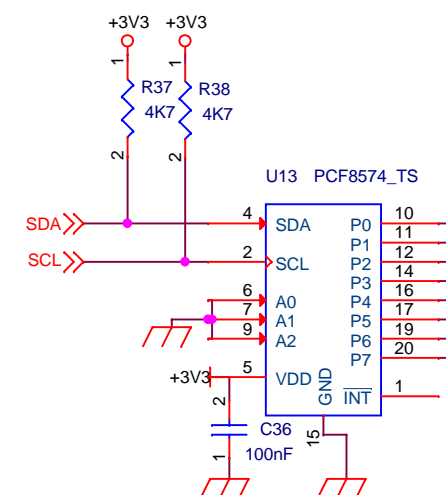 +3V3 +3V3
1 1
R37 R38
4K7 4K7
2 2
U13 PCF8574_TS
SDA 4 SDA P0 10
P1 11
SCL 2 SCL P2 12
P3 14
6 A0 P4 16
7 A1 P5 17
9 A2 P6 19
P7 20
+3V3 5 VDD GND INT 1
2
C36
15
1 100nF